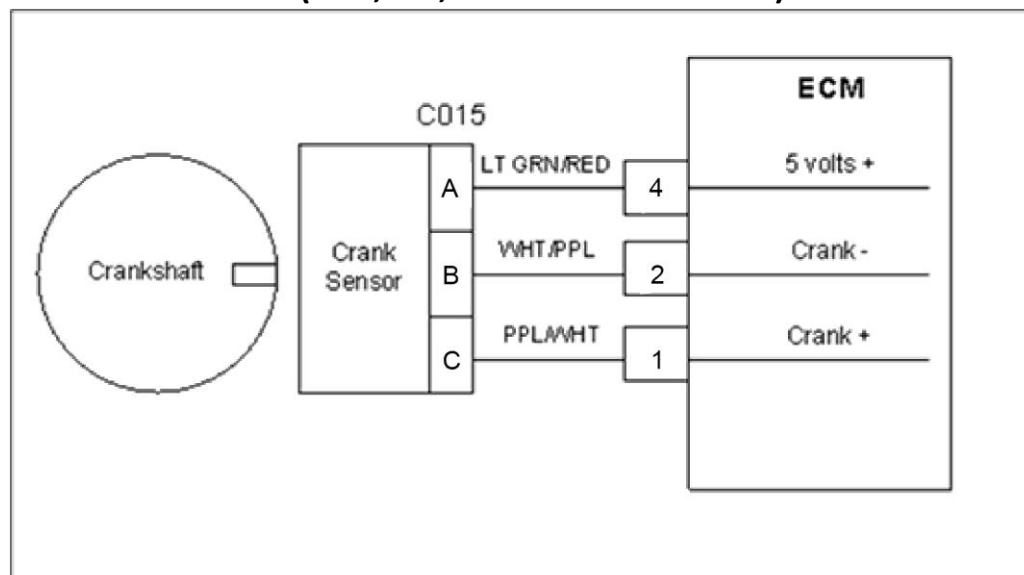 ECM
C015
LT GRN/RED
5 volts +
A
4
Crankshaft
Crank
Sensor
WHT/PPL
Crank -
B
2
PPL/WHT
Crank +
C
1